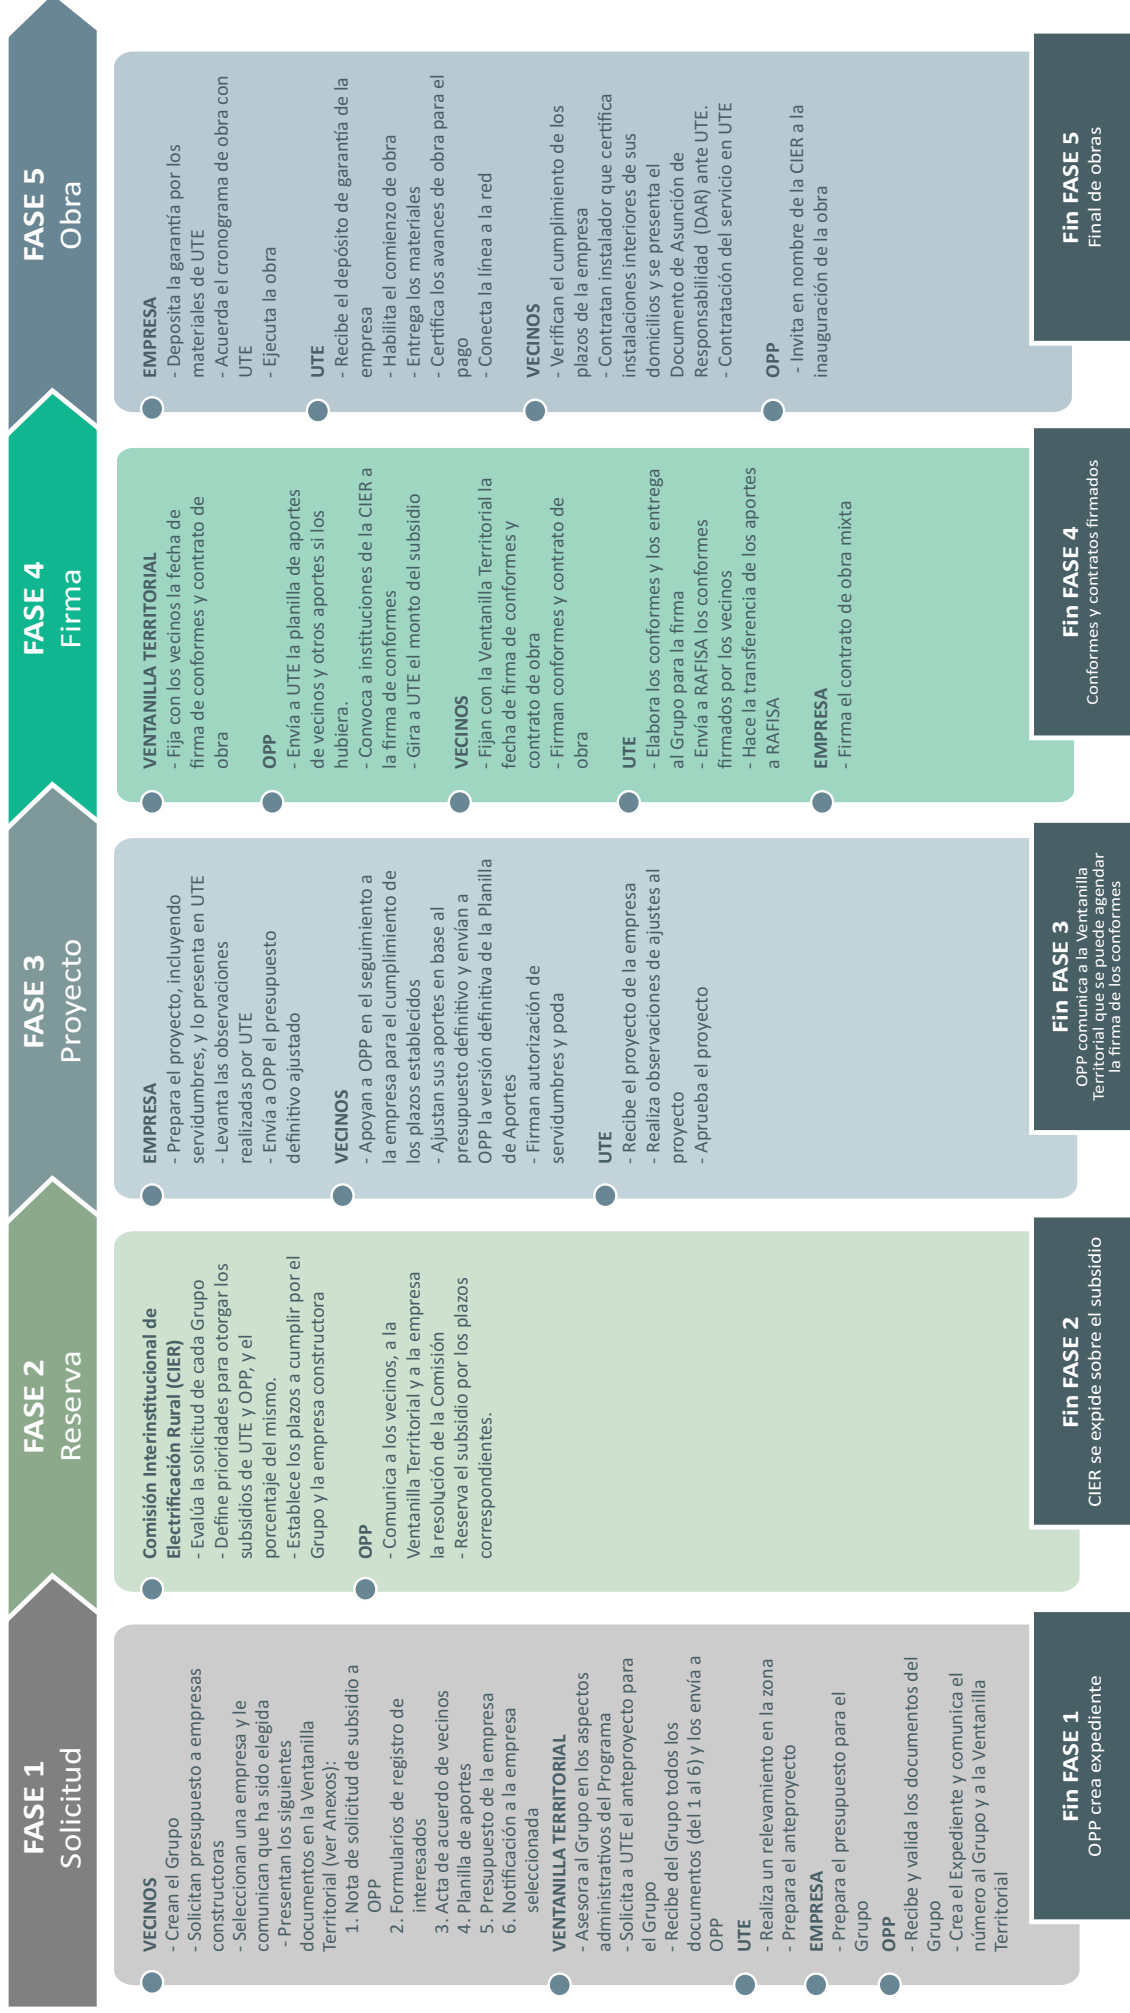 FASE 1
Solicitud
VECINOS
- Crean el Grupo
- Solicitan presupuesto a empresas
constructoras
- Seleccionan una empresa y le
comunican que ha sido elegida
- Presentan los siguientes
documentos en la Ventanilla
Territorial (ver Anexos):
1. Nota de solicitud de subsidio a
OPP
2. Formularios de registro de
interesados
3. Acta de acuerdo de vecinos
4. Planilla de aportes
5. Presupuesto de la empresa
6. Notificación a la empresa
seleccionada
VENTANILLA TERRITORIAL
- Asesora al Grupo en los aspectos
administrativos del Programa
- Solicita a UTE el anteproyecto para
el Grupo
- Recibe del Grupo todos los
documentos (del 1 al 6) y los envía a
OPP
UTE
- Realiza un relevamiento en la zona
- Prepara el anteproyecto
EMPRESA
- Prepara el presupuesto para el
Grupo
OPP
- Recibe y valida los documentos del
Grupo
- Crea el Expediente y comunica el
número al Grupo y a la Ventanilla
Territorial
Fin FASE 1
OPP crea expediente
FASE 2
Reserva
Comisión Interinstitucional de
Electrificación Rural (CIER)
- Evalúa la solicitud de cada Grupo
- Define prioridades para otorgar los
subsidios de UTE y OPP, y el
porcentaje del mismo.
- Establece los plazos a cumplir por el
Grupo y la empresa constructora
OPP
- Comunica a los vecinos, a la
Ventanilla Territorial y a la empresa
la resolución de la Comisión
- Reserva el subsidio por los plazos
correspondientes.
Fin FASE 2
CIER se expide sobre el subsidio
FASE 3
Proyecto
EMPRESA
- Prepara el proyecto, incluyendo
servidumbres, y lo presenta en UTE
- Levanta las observaciones
realizadas por UTE
- Envía a OPP el presupuesto
definitivo ajustado
VECINOS
- Apoyan a OPP en el seguimiento a
la empresa para el cumplimiento de
los plazos establecidos
- Ajustan sus aportes en base al
presupuesto definitivo y envían a
OPP la versión definitiva de la Planilla
de Aportes
- Firman autorización de
servidumbres y poda
UTE
- Recibe el proyecto de la empresa
- Realiza observaciones de ajustes al
proyecto
- Aprueba el proyecto
Fin FASE 3
OPP comunica a la Ventanilla
Territorial que se puede agendar
la firma de los conformes
FASE 4
Firma
VENTANILLA TERRITORIAL
- Fija con los vecinos la fecha de
firma de conformes y contrato de
obra
OPP
- Envía a UTE la planilla de aportes
de vecinos y otros aportes si los
hubiera.
- Convoca a instituciones de la CIER a
la firma de conformes
- Gira a UTE el monto del subsidio
VECINOS
- Fijan con la Ventanilla Territorial la
fecha de firma de conformes y
contrato de obra
- Firman conformes y contrato de
obra
UTE
- Elabora los conformes y los entrega
al Grupo para la firma
- Envía a RAFISA los conformes
firmados por los vecinos
- Hace la transferencia de los aportes
a RAFISA
EMPRESA
- Firma el contrato de obra mixta
Fin FASE 4
Conformes y contratos firmados
FASE 5
Obra
EMPRESA
- Deposita la garantía por los
materiales de UTE
- Acuerda el cronograma de obra con
UTE
- Ejecuta la obra
UTE
- Recibe el depósito de garantía de la
empresa
- Habilita el comienzo de obra
- Entrega los materiales
- Certifica los avances de obra para el
pago
- Conecta la línea a la red
VECINOS
- Verifican el cumplimiento de los
plazos de la empresa
- Contratan instalador que certifica
instalaciones interiores de sus
domicilios y se presenta el
Documento de Asunción de
Responsabilidad (DAR) ante UTE.
- Contratación del servicio en UTE
OPP
- Invita en nombre de la CIER a la
inauguración de la obra
Fin FASE 5
Final de obras